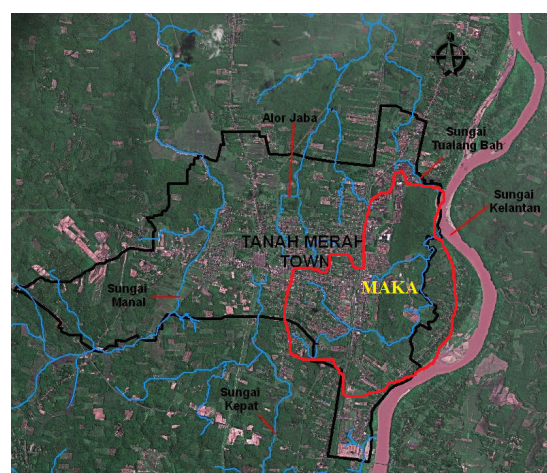 Alor Jaba
Sungai
Tualang Bah
Sungai
Kelantan
TANAH MERAH
TOWN
MAKA
Sungai
Manal
Sungai
Kepat